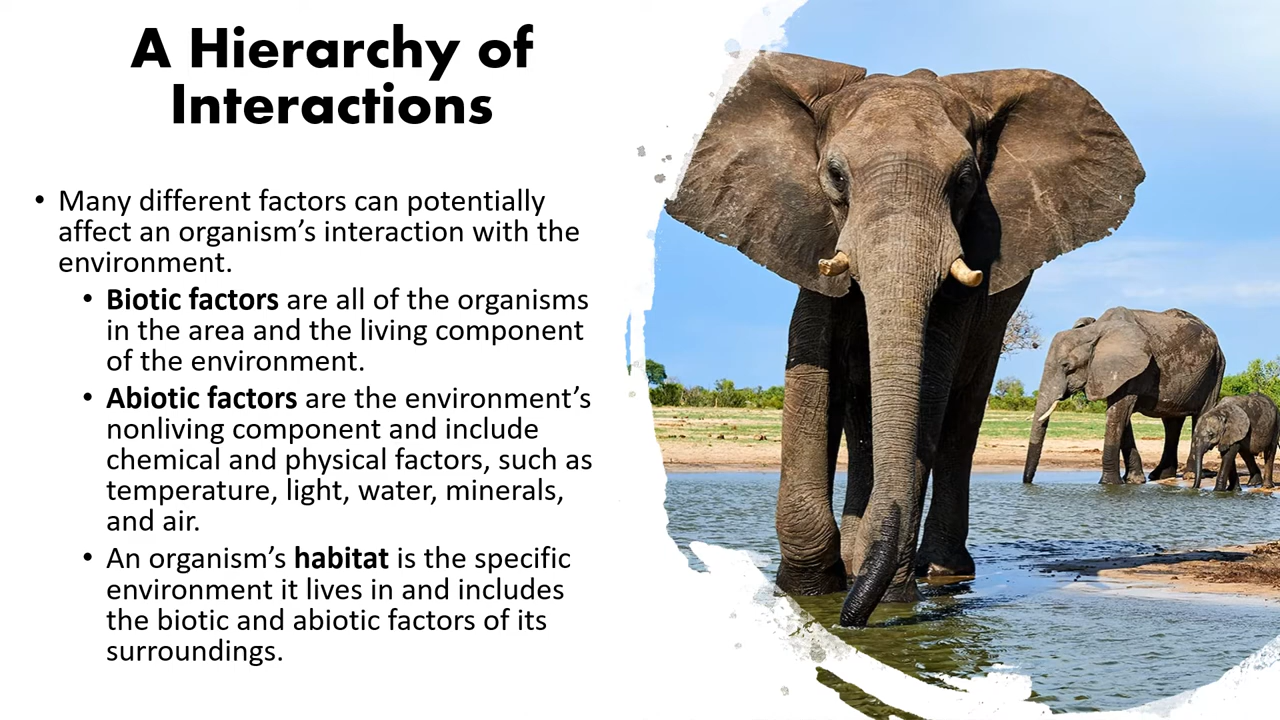 A Hierarchy of
Interactions
• Many different factors can potentially
affect an organism’s interaction with the
environment.
• Biotic factors are all of the organisms
in the area and the living component
of the environment.
• Abiotic factors are the environment’s
nonliving component and include
chemical and physical factors, such as
temperature, light, water, minerals,
and air.
• An organism’s habitat is the specific
environment it lives in and includes
the biotic and abiotic factors of its
surroundings.